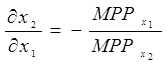 ∂x₂/∂x₁ = − MPP x₁ / MPP x₂